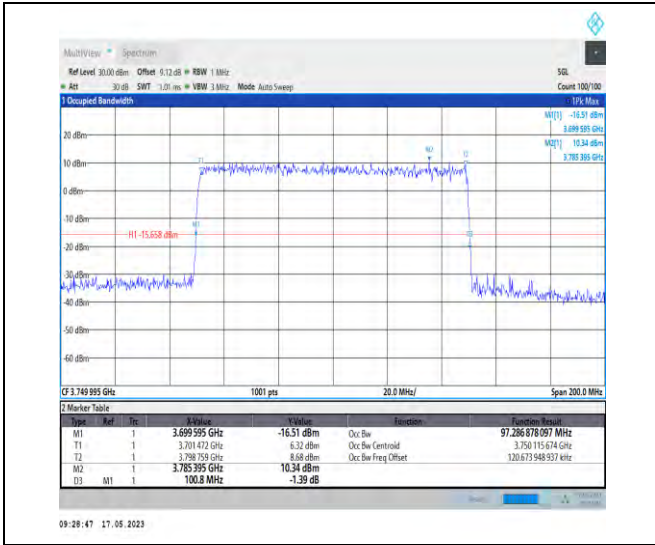 MultiView Spectrum
Ref Level 30.00 dBm Offset 9.12 dB RBW 1 MHz SGL
Att 30 dB SWT 1.01 ms VBW 3 MHz Mode Auto Sweep Count 100/100
1 Occupied Bandwidth 1Pk Max
M1[1] -16.51 dBm
3.699 595 GHz
M2[1] 10.34 dBm
3.785 395 GHz
20 dBm
M2
T1
T2
10 dBm
0 dBm
-10 dBm
M1
H1 -15.658 dBm
-20 dBm
-30 dBm
-40 dBm
-50 dBm
-60 dBm
CF 3.749 995 GHz 1001 pts 20.0 MHz/ Span 200.0 MHz
2 Marker Table
Type Ref Trc X-Value Y-Value Function Function Result
M1 1 3.699 595 GHz -16.51 dBm Occ Bw 97.286 878 097 MHz
T1 1 3.701 472 GHz 6.32 dBm Occ Bw Centroid 3.750 115 674 GHz
T2 1 3.798 759 GHz 8.68 dBm Occ Bw Freq Offset 120.673 948 937 kHz
M2 1 3.785 395 GHz 10.34 dBm
D3 M1 1 100.8 MHz -1.39 dB
09:28:47 17.05.2023